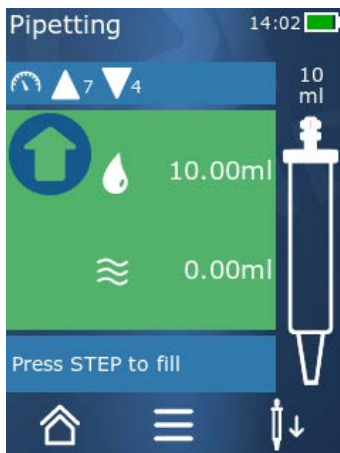 Pipetting 14:02
7 4
10
ml
10.00ml
0.00ml
Press STEP to fill